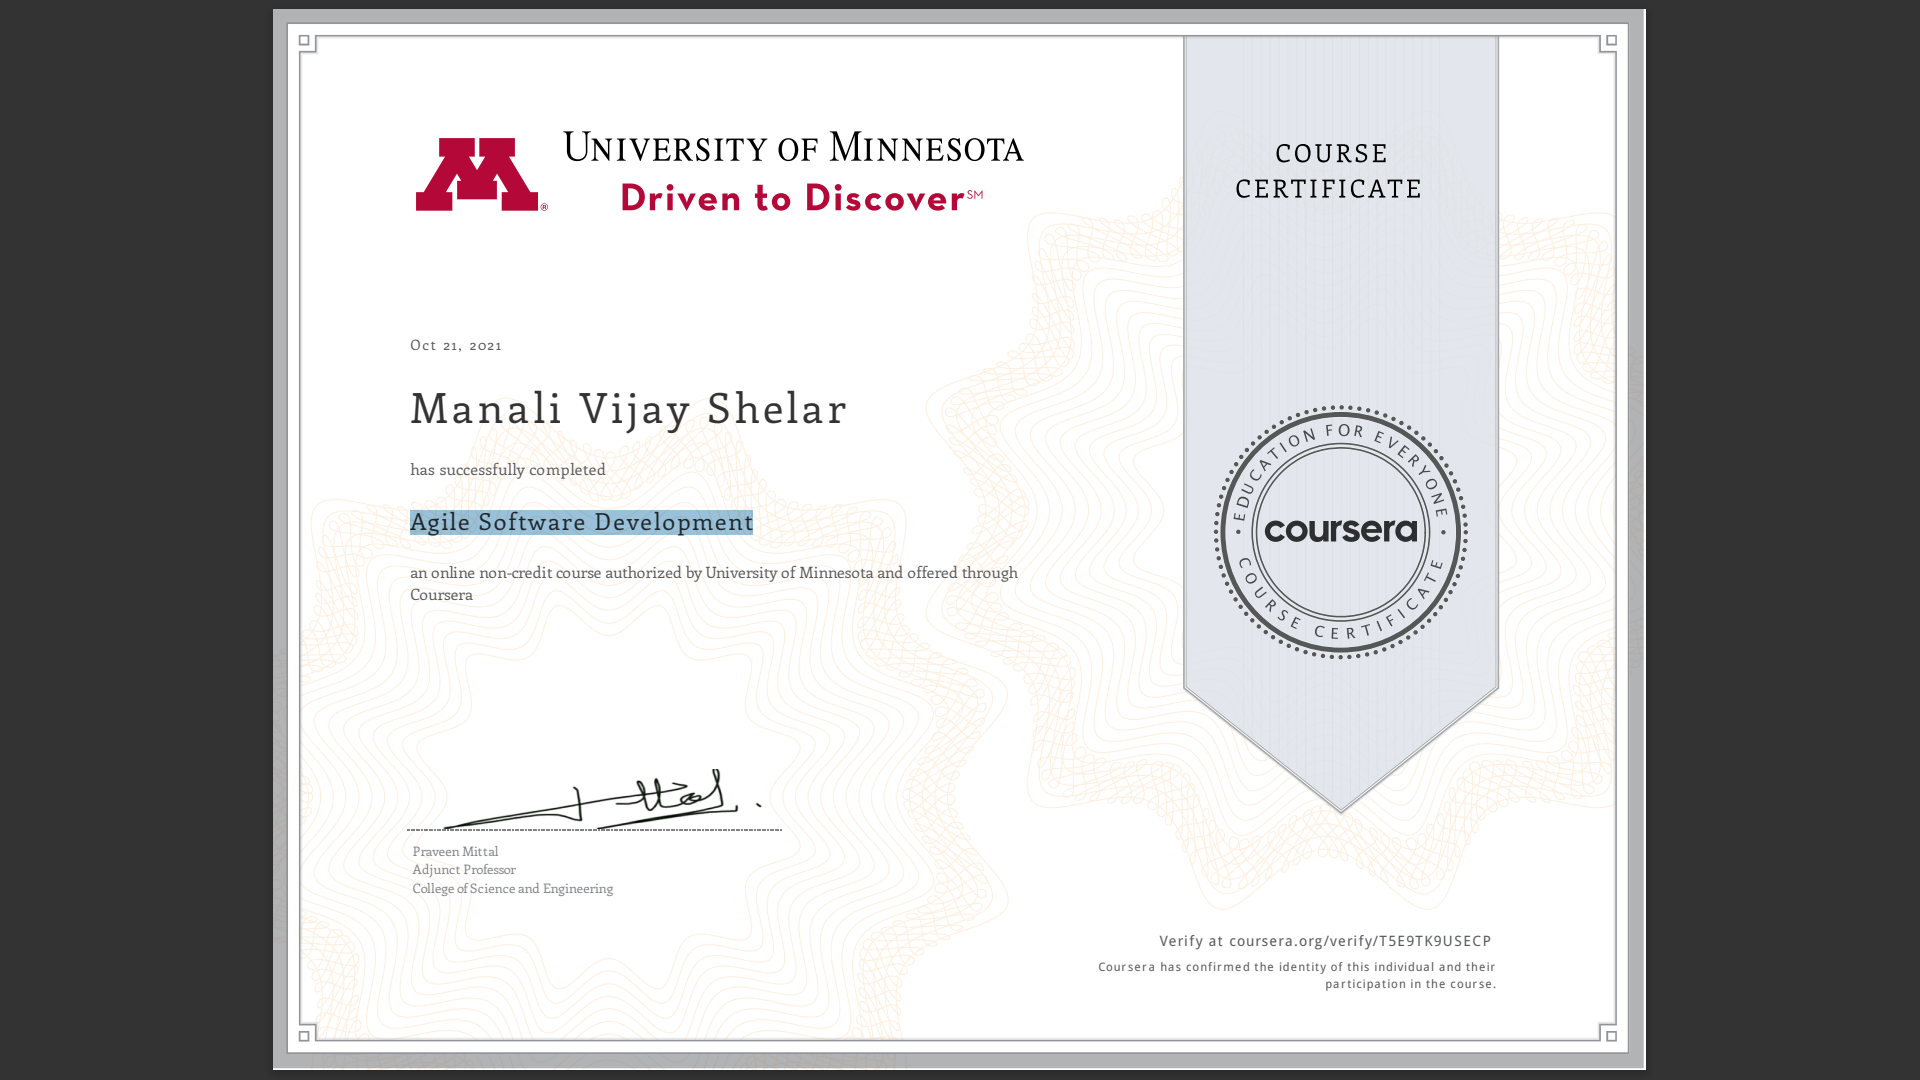 UNIVERSITY OF MINNESOTA
Driven to Discover℠
®
COURSE
CERTIFICATE
Oct 21, 2021
Manali Vijay Shelar
has successfully completed
Agile Software Development
an online non-credit course authorized by University of Minnesota and offered through
Coursera
EDUCATION FOR EVERYONE
coursera
COURSE CERTIFICATE
Praveen Mittal
Adjunct Professor
College of Science and Engineering
Verify at coursera.org/verify/T5E9TK9USECP
Coursera has confirmed the identity of this individual and their
participation in the course.